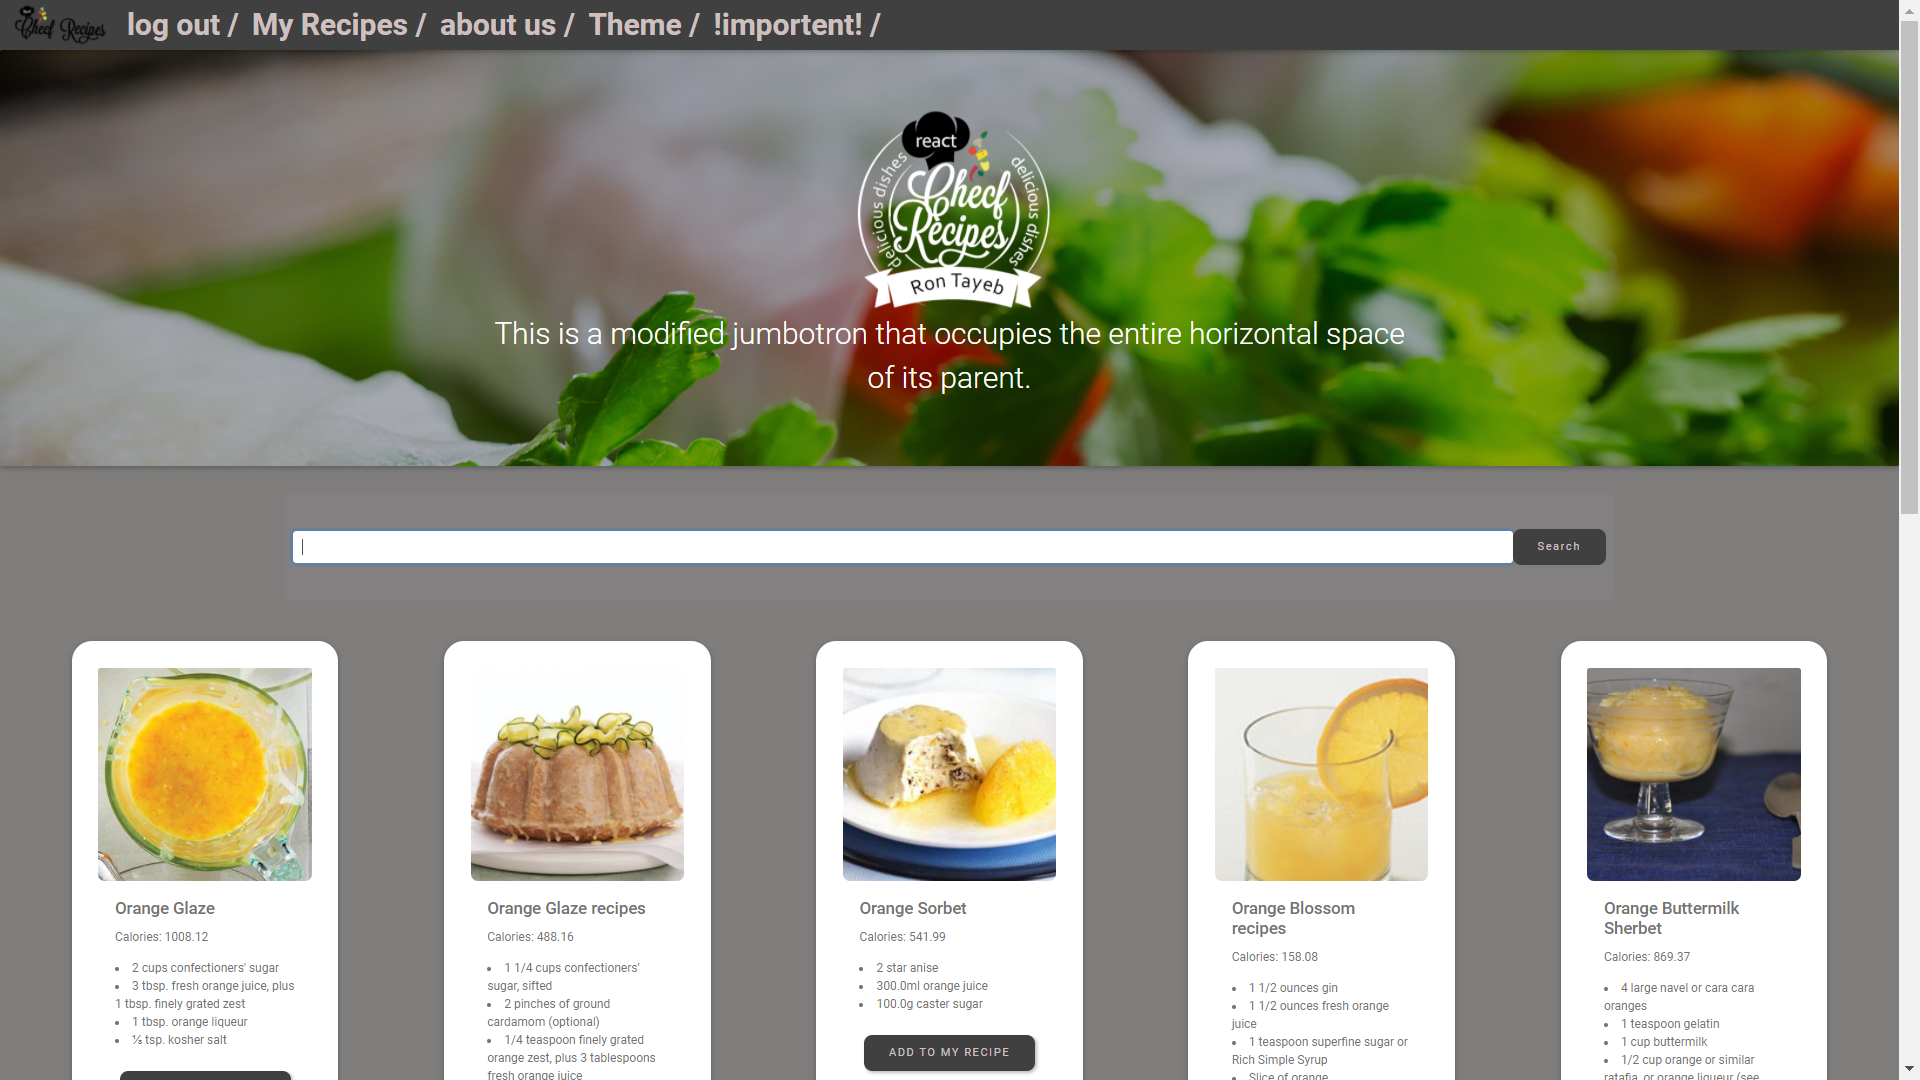 Checf Recipes log out / My Recipes / about us / Theme / !importent! /
react
delicious dishes
delicious dishes
Checf
Recipes
Ron Tayeb
This is a modified jumbotron that occupies the entire horizontal space
of its parent.
Search
Orange Glaze
Calories: 1008.12
2 cups confectioners' sugar
3 tbsp. fresh orange juice, plus
1 tbsp. finely grated zest
1 tbsp. orange liqueur
⅛ tsp. kosher salt
Orange Glaze recipes
Calories: 488.16
1 1/4 cups confectioners'
sugar, sifted
2 pinches of ground
cardamom (optional)
1/4 teaspoon finely grated
orange zest, plus 3 tablespoons
fresh orange juice
Orange Sorbet
Calories: 541.99
2 star anise
300.0ml orange juice
100.0g caster sugar
ADD TO MY RECIPE
Orange Blossom
recipes
Calories: 158.08
1 1/2 ounces gin
1 1/2 ounces fresh orange
juice
1 teaspoon superfine sugar or
Rich Simple Syrup
Slice of orange
Orange Buttermilk
Sherbet
Calories: 869.37
4 large navel or cara cara
oranges
1 teaspoon gelatin
1 cup buttermilk
1/2 cup orange or similar
ratafia, or orange liqueur (see